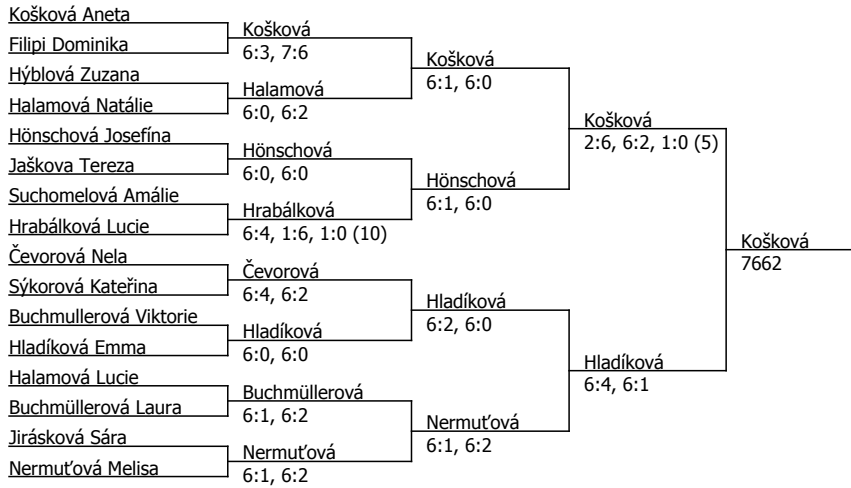 Košková Aneta
Filipi Dominika
Hýblová Zuzana
Halamová Natálie
Hönschová Josefína
Jaškova Tereza
Suchomelová Amálie
Hrabálková Lucie
Čevorová Nela
Sýkorová Kateřina
Buchmullerová Viktorie
Hladíková Emma
Halamová Lucie
Buchmüllerová Laura
Jirásková Sára
Nermuťová Melisa
Košková
6:3, 7:6
Halamová
6:0, 6:2
Hönschová
6:0, 6:0
Hrabálková
6:4, 1:6, 1:0 (10)
Čevorová
6:4, 6:2
Hladíková
6:0, 6:0
Buchmüllerová
6:1, 6:2
Nermuťová
6:1, 6:2
Košková
6:1, 6:0
Hönschová
6:1, 6:0
Hladíková
6:2, 6:0
Nermuťová
6:1, 6:2
Košková
2:6, 6:2, 1:0 (5)
Hladíková
6:4, 6:1
Košková
7662